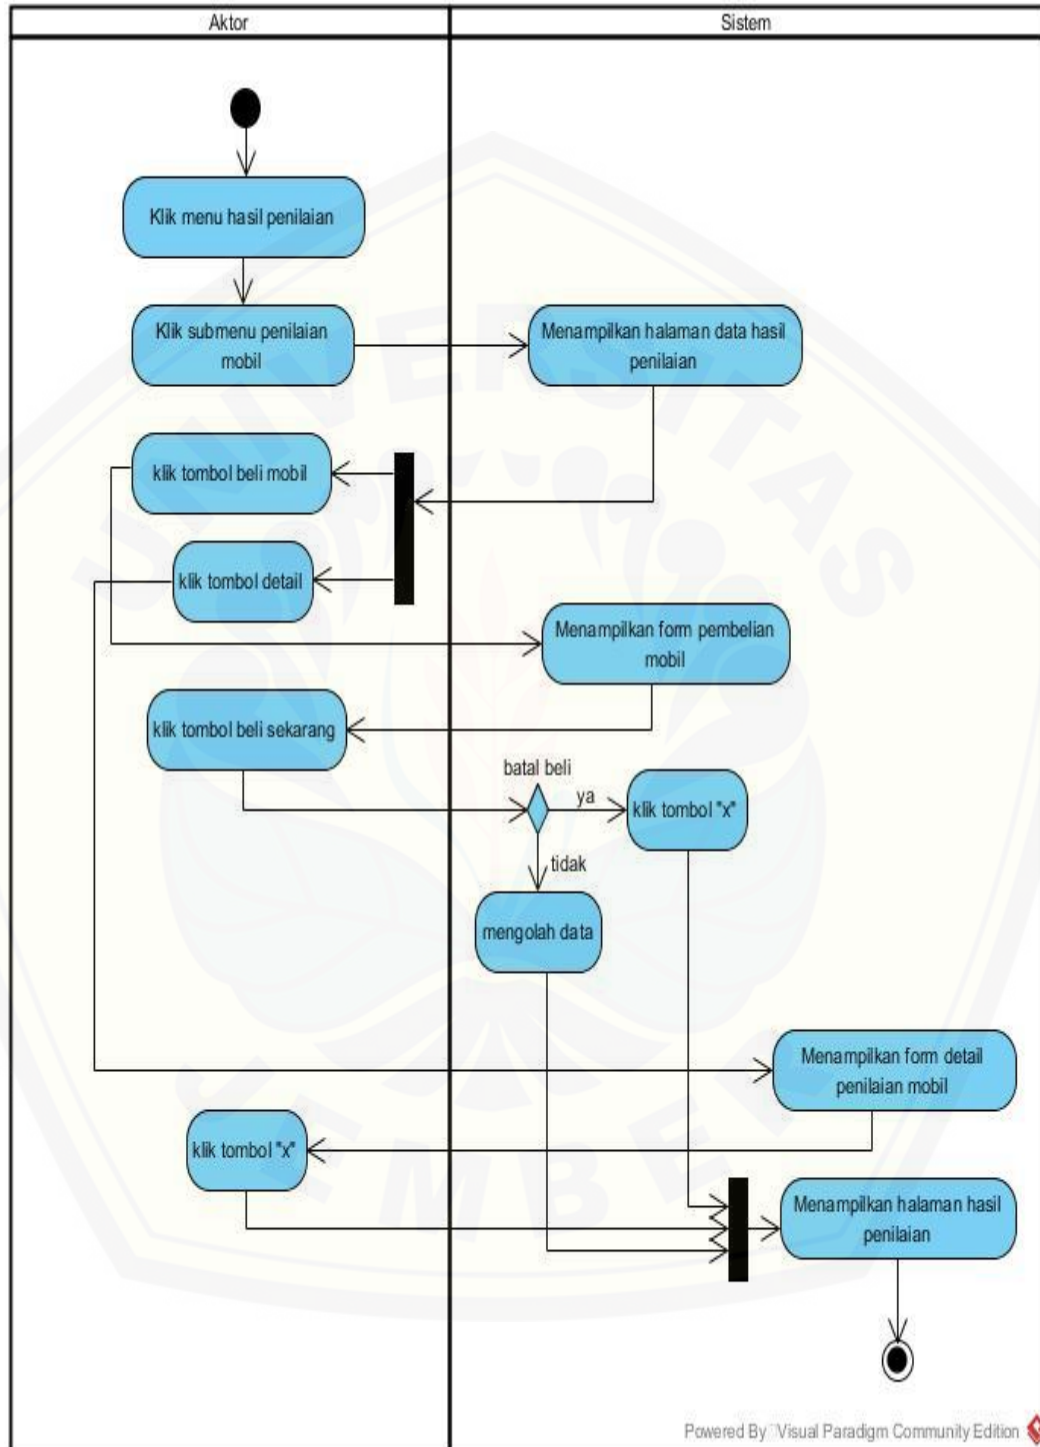 Aktor
Sistem
Klik menu hasil penilaian
Klik submenu penilaian
mobil
Menampilkan halaman data hasil
penilaian
klik tombol beli mobil
klik tombol detail
Menampilkan form pembelian
mobil
klik tombol beli sekarang
batal beli
ya
klik tombol "x"
tidak
mengolah data
Menampilkan form detail
penilaian mobil
klik tombol "x"
Menampilkan halaman hasil
penilaian
UNIVERSITAS
JEMBER
Powered By Visual Paradigm Community Edition